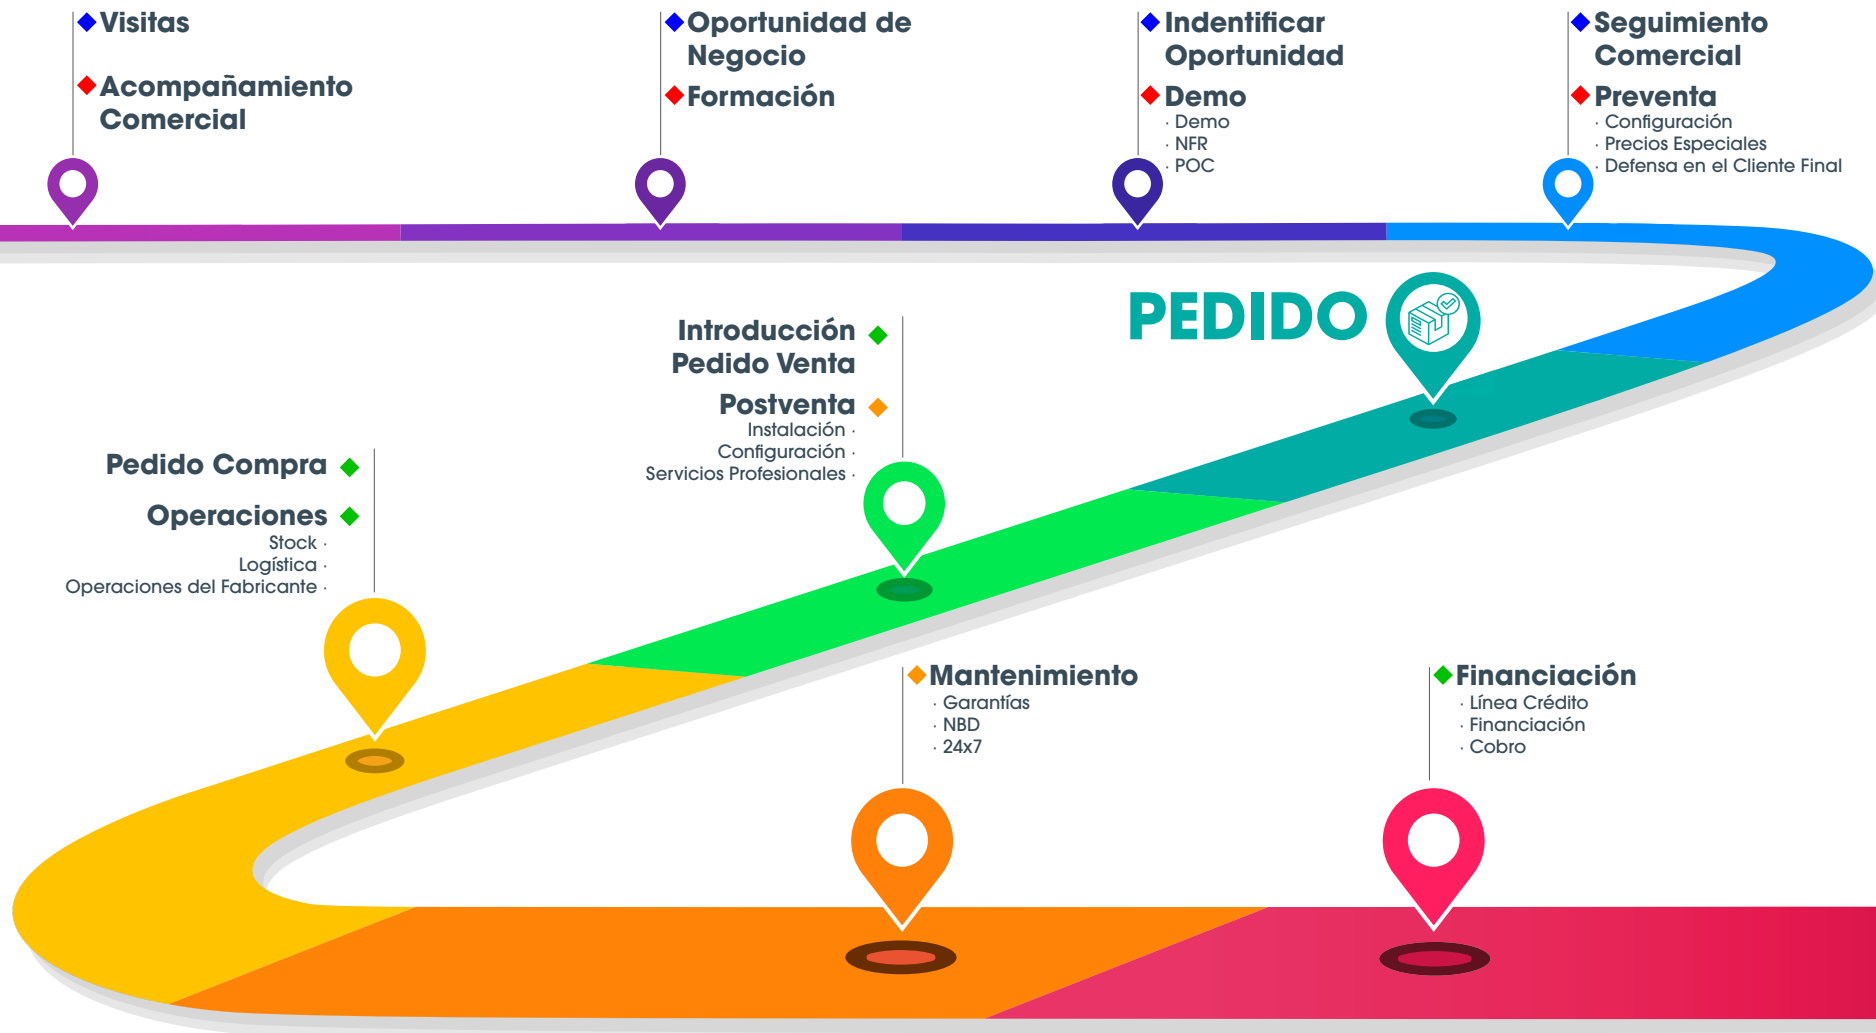 Visitas
Acompañamiento
Comercial
Oportunidad de
Negocio
Formación
Indentificar
Oportunidad
Demo
· Demo
· NFR
· POC
Seguimiento
Comercial
Preventa
· Configuración
· Precios Especiales
· Defensa en el Cliente Final
PEDIDO
Introducción
Pedido Venta
Postventa
Instalación ·
Configuración ·
Servicios Profesionales ·
Pedido Compra
Operaciones
Stock ·
Logística ·
Operaciones del Fabricante ·
Mantenimiento
· Garantías
· NBD
· 24x7
Financiación
· Línea Crédito
· Financiación
· Cobro